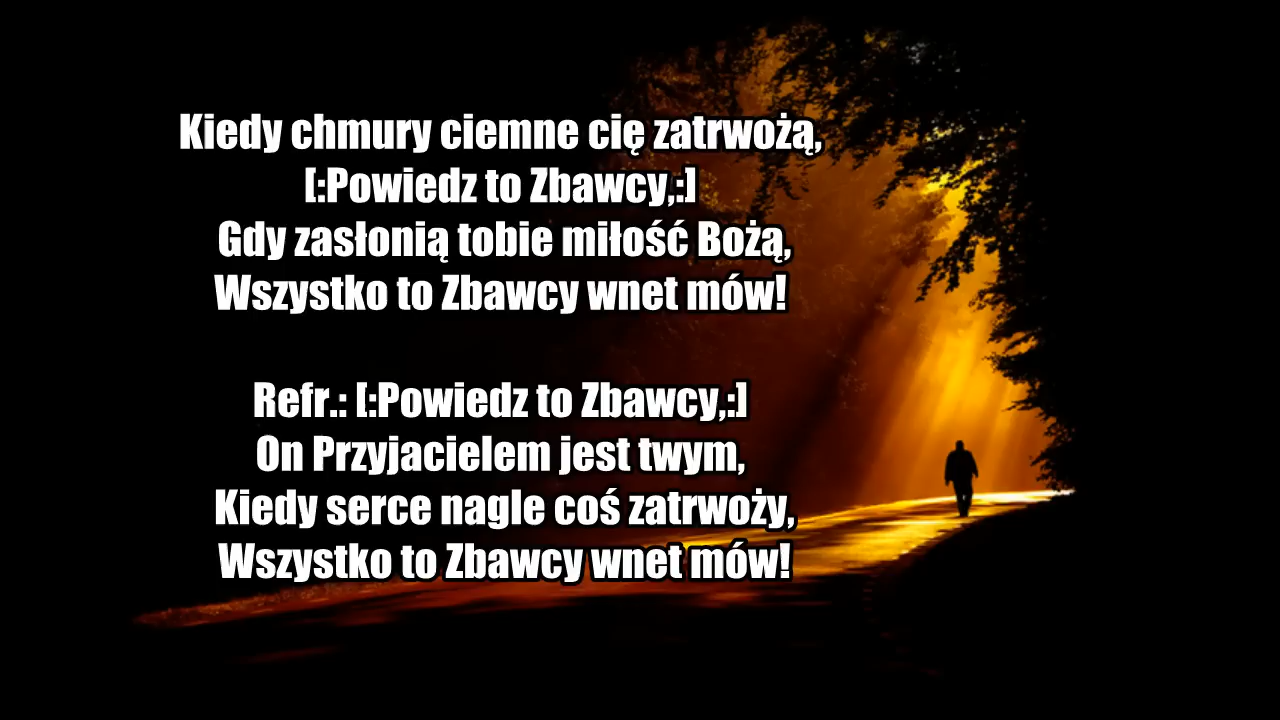 Kiedy chmury ciemne cię zatrwożą,
[:Powiedz to Zbawcy,:]
Gdy zasłonią tobie miłość Bożą,
Wszystko to Zbawcy wnet mów!
Refr.: [:Powiedz to Zbawcy,:]
On Przyjacielem jest twym,
Kiedy serce nagle coś zatrwoży,
Wszystko to Zbawcy wnet mów!